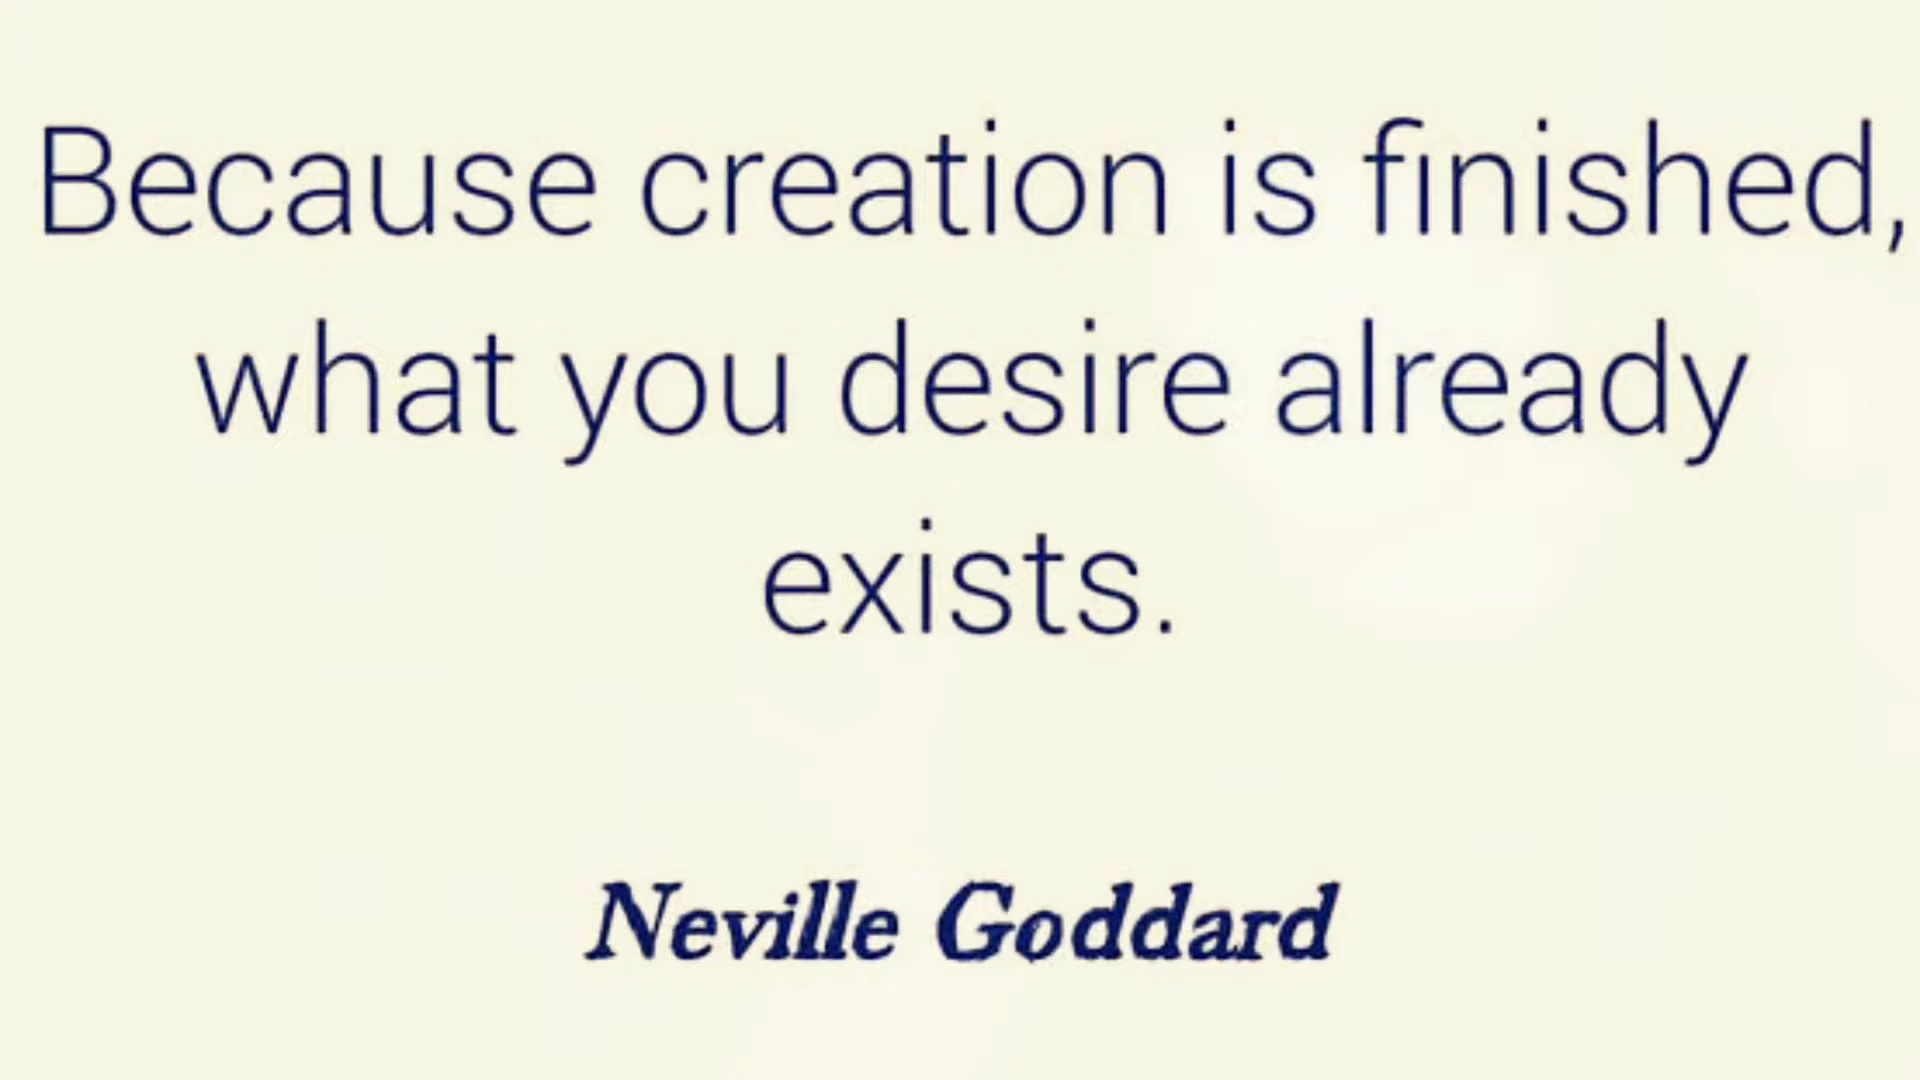 Because creation is finished,
what you desire already
exists.
Neville Goddard